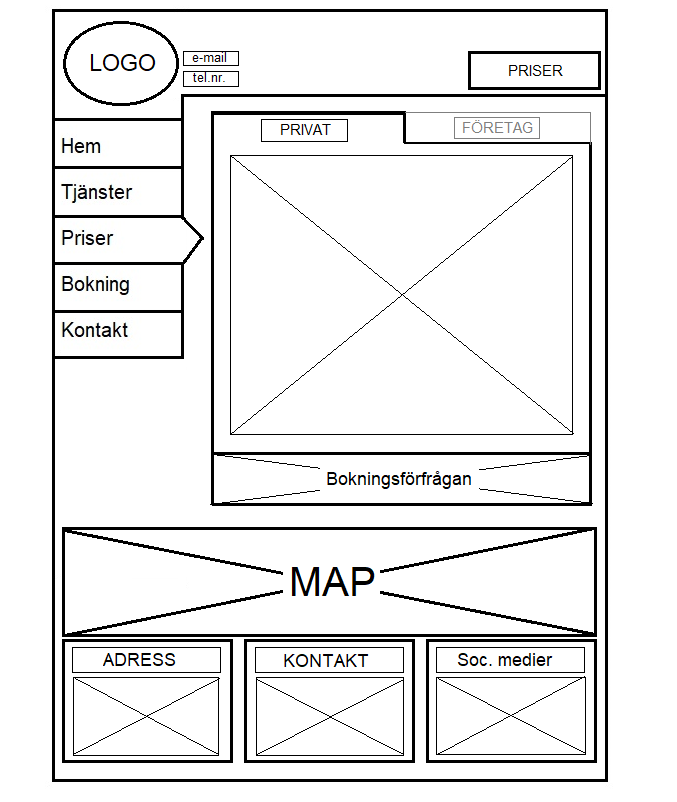 LOGO
e-mail
tel.nr.
PRISER
Hem
Tjänster
Priser
Bokning
Kontakt
PRIVAT
FÖRETAG
Bokningsförfrågan
MAP
ADRESS
KONTAKT
Soc. medier